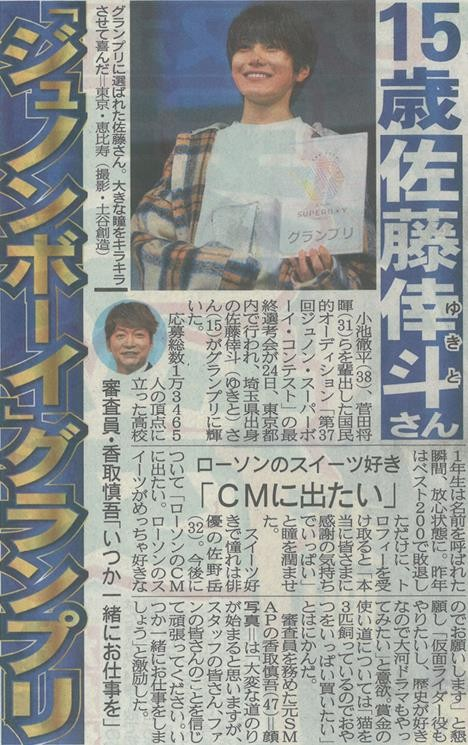 15歳佐藤倖斗さん
ゆきと
「ジュノンボーイ」グランプリ
SUPERBOY
グランプリ
グランプリに選ばれた佐藤さん。大きな瞳をキラキラ
させて喜んだ＝東京・恵比寿（撮影・土谷創造）
小池徹平(38)、菅田将
暉(31)らを輩出した国民
的オーディション「第37
回ジュノン・スーパーボ
ーイ・コンテスト」の最
終選考会が24日、東京都
内で行われ、埼玉県出身
の佐藤倖斗（ゆきと）さ
ん(15)がグランプリに輝
いた。
応募総数1万3465
人の頂点に
立った高校
ローソンのスイーツ好き
「CMに出たい」
1年生は名前を呼ばれた
瞬間、放心状態に。昨年
はベスト200で敗退し
ただけに、ト
ロフィーを受
け取ると「本
当に皆さまに
感謝の気持ち
でいっぱい」
と瞳を潤ませ
た。
スイーツ好
きで憧れは俳
優の佐野岳
(32)。今後に
ついて「ローソンのCM
に出たい。ローソンのス
イーツがめっちゃ好きな
審査員・香取慎吾「いつか一緒にお仕事を」
のでお願いします」と懇
願し「仮面ライダー役も
やりたいし、歴史が好き
なので大河ドラマもやっ
てみたい」と意欲。賞金の
使い道については「猫を
3匹飼っているのでおや
つをいっぱい買いたい」
とはにかんだ。
審査員を務めた元SM
APの香取慎吾(47)＝顔
写真＝は「大変な道のり
が始まると思いますが、
スタッフの皆さん、ファ
ンの皆さんのことを信じ
て頑張ってください。い
つか一緒にお仕事をしま
しょう」と激励した。